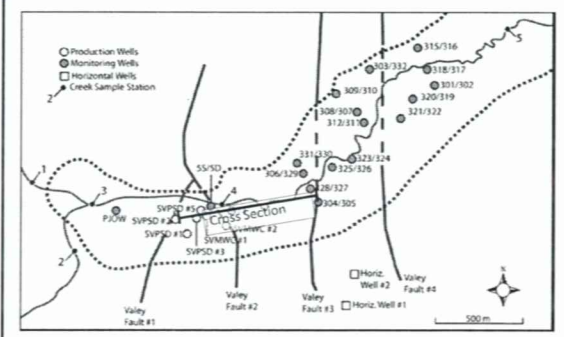 Production Wells
Monitoring Wells
Horizontal Wells
2 Creek Sample Station
315/316
5
303/332
318/317
301/302
309/310
320/319
308/307
312/311
321/322
331/330
323/324
306/329
325/326
5S/5D
1
3
4
328/327
304/305
SVPSD #5
PJOW
SVPSD #2
Cross Section
SVPSD #1
SVMWC #1
SVPSD #3
2
Horiz.
Well #2
Valey
Fault #4
Valey
Fault #1
Valey
Fault #2
Valey
Fault #3
Horiz. Well #1
N
500 m